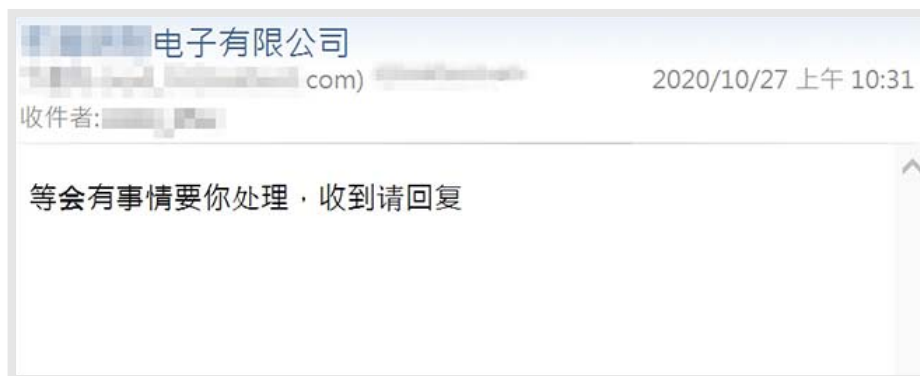 电子有限公司
com)
2020/10/27 上午 10:31
收件者:
等会有事情要你处理，收到请回复